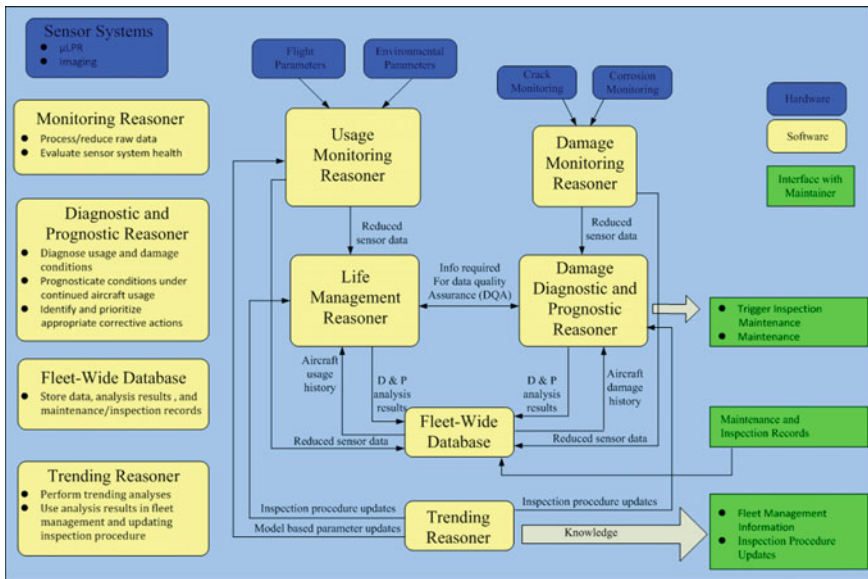 Sensor Systems
● µLPR
● Imaging
Monitoring Reasoner
● Process/reduce raw data
● Evaluate sensor system health
Diagnostic and
Prognostic Reasoner
● Diagnose usage and damage
conditions
● Prognosticate conditions under
continued aircraft usage
● Identify and prioritize
appropriate corrective actions
Fleet-Wide Database
● Store data, analysis results , and
maintenance/inspection records
Trending Reasoner
● Perform trending analyses
● Use analysis results in fleet
management and updating
inspection procedure
Flight
Parameters
Environmental
Parameters
Crack
Monitoring
Corrosion
Monitoring
Usage
Monitoring
Reasoner
Damage
Monitoring
Reasoner
Reduced
sensor data
Reduced
sensor data
Life
Management
Reasoner
Info required
For data quality
Assurance (DQA)
Damage
Diagnostic and
Prognostic
Reasoner
Aircraft
usage
history
D & P
analysis
results
D & P
analysis
results
Aircraft
damage
history
Fleet-Wide
Database
Reduced sensor data
Reduced sensor data
Inspection procedure updates
Model based parameter updates
Trending
Reasoner
Inspection procedure updates
Knowledge
Hardware
Software
Interface with
Maintainer
● Trigger Inspection
Maintenance
● Maintenance
Maintenance and
Inspection Records
● Fleet Management
Information
● Inspection Procedure
Updates